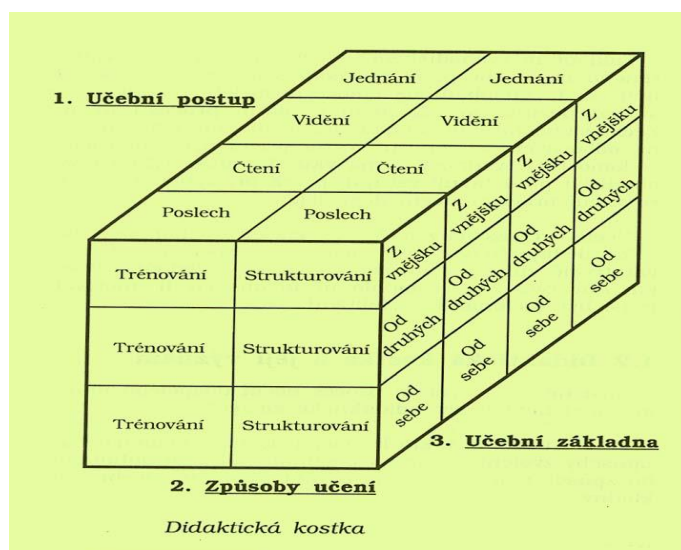 Jednání Jednání
1. Učební postup
Vidění Vidění
Čtení Čtení
Poslech Poslech
Z vnějšku Z vnějšku Z vnějšku Z vnějšku
Trénování Strukturování
Od druhých Od druhých Od druhých Od druhých
Trénování Strukturování
Od sebe Od sebe Od sebe Od sebe
Trénování Strukturování
3. Učební základna
2. Způsoby učení
Didaktická kostka